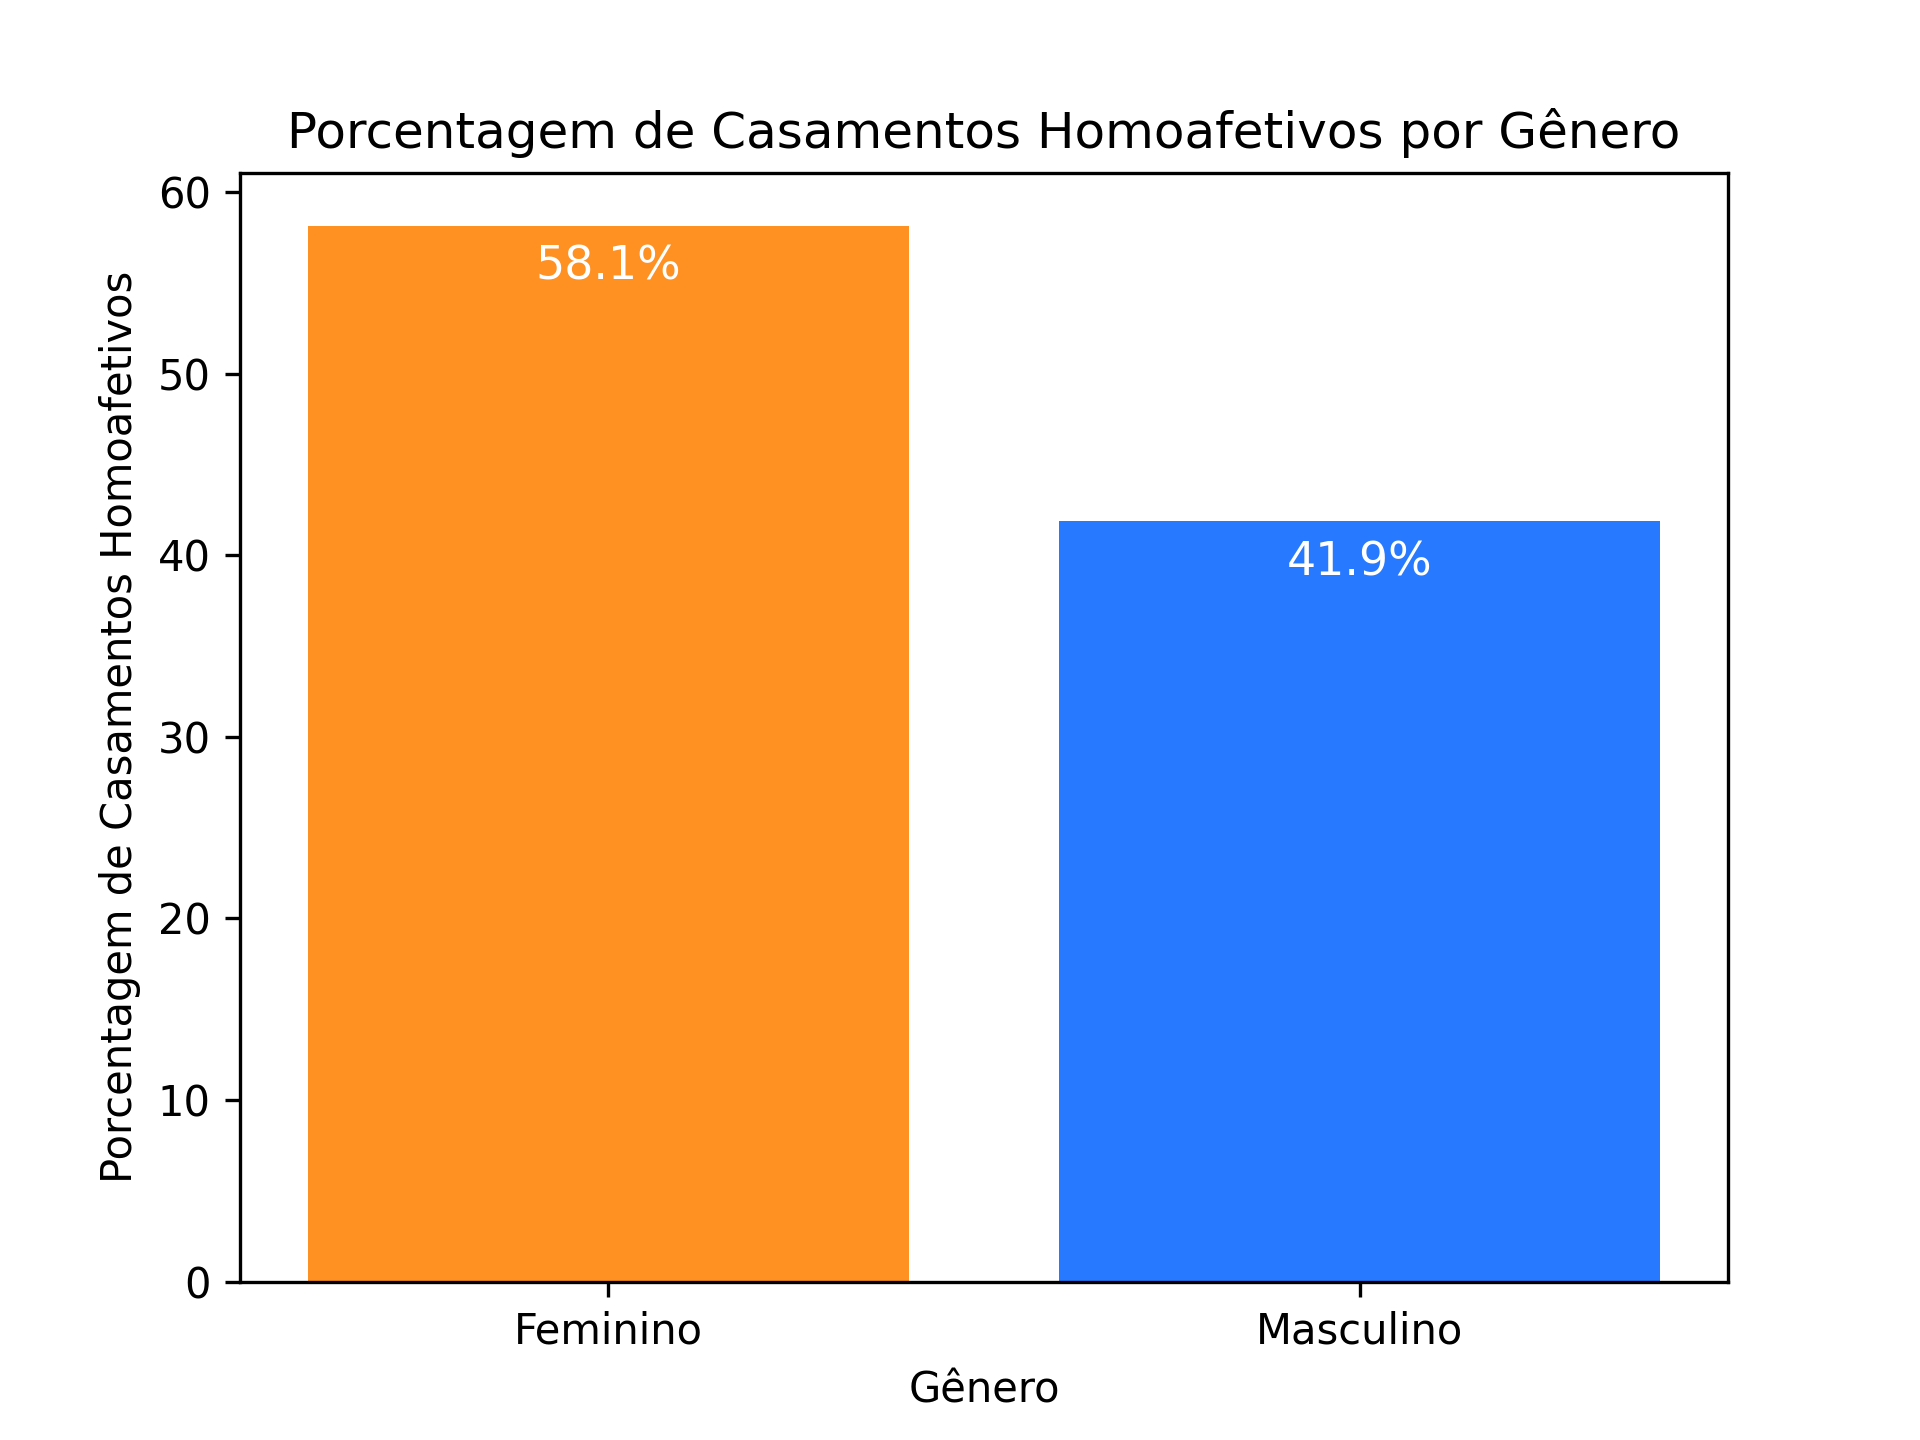 Porcentagem de Casamentos Homoafetivos por Gênero
Porcentagem de Casamentos Homoafetivos
60
50
40
30
20
10
0
58.1%
41.9%
Feminino
Masculino
Gênero